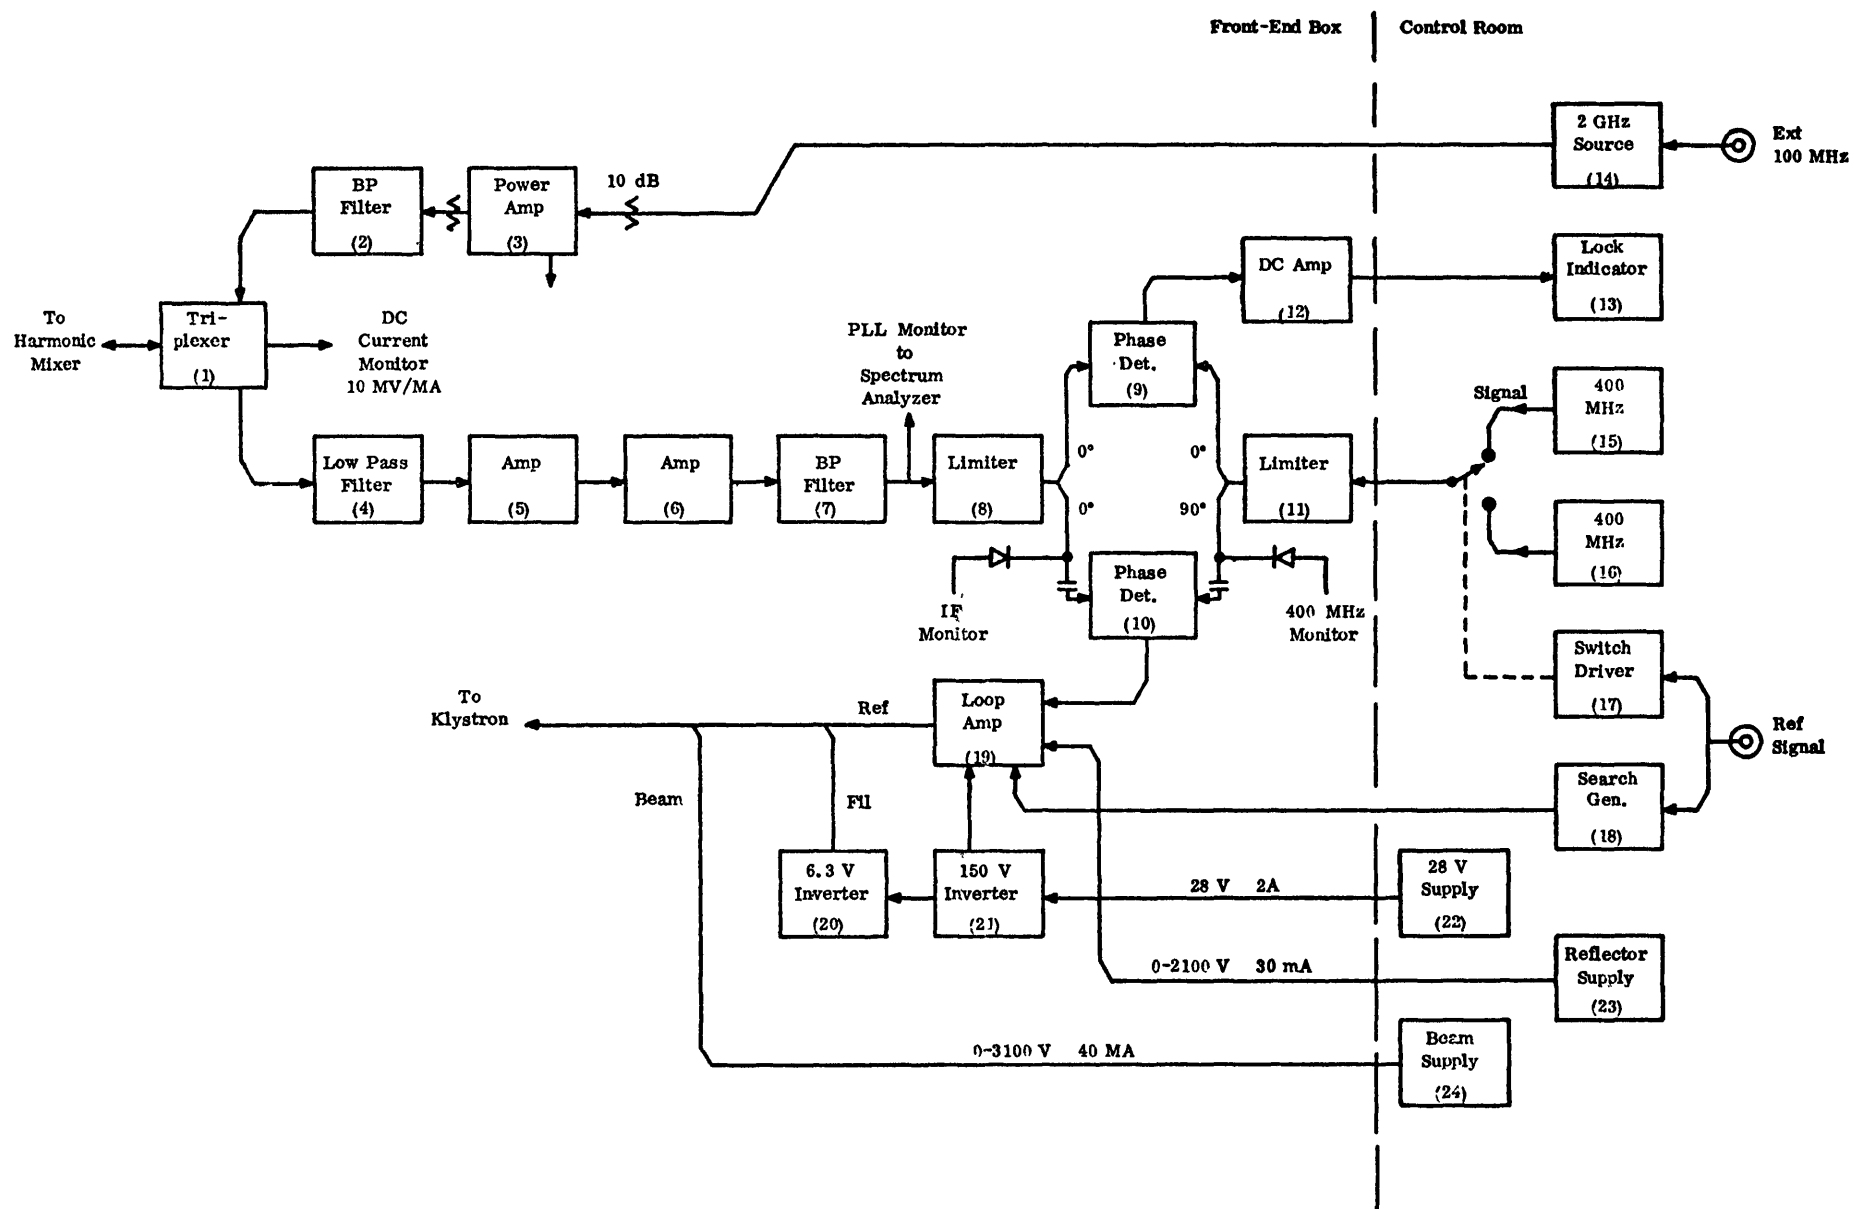 Front-End Box
Control Room
2 GHz
Source
(14)
Ext
100 MHz
BP
Filter
(2)
Power
Amp
(3)
10 dB
DC Amp
(12)
Lock
Indicator
(13)
To
Harmonic
Mixer
Tri-
plexer
(1)
DC
Current
Monitor
10 MV/MA
PLL Monitor
to
Spectrum
Analyzer
Phase
Det.
(9)
Signal
400
MHz
(15)
Low Pass
Filter
(4)
Amp
(5)
Amp
(6)
BP
Filter
(7)
Limiter
(8)
0°
0°
0°
90°
Limiter
(11)
400
MHz
(16)
IF
Monitor
Phase
Det.
(10)
400 MHz
Monitor
Switch
Driver
(17)
To
Klystron
Ref
Loop
Amp
(19)
Ref
Signal
Beam
Fil
Search
Gen.
(18)
6.3 V
Inverter
(20)
150 V
Inverter
(21)
28 V 2A
28 V
Supply
(22)
0-2100 V 30 mA
Reflector
Supply
(23)
0-3100 V 40 MA
Beam
Supply
(24)